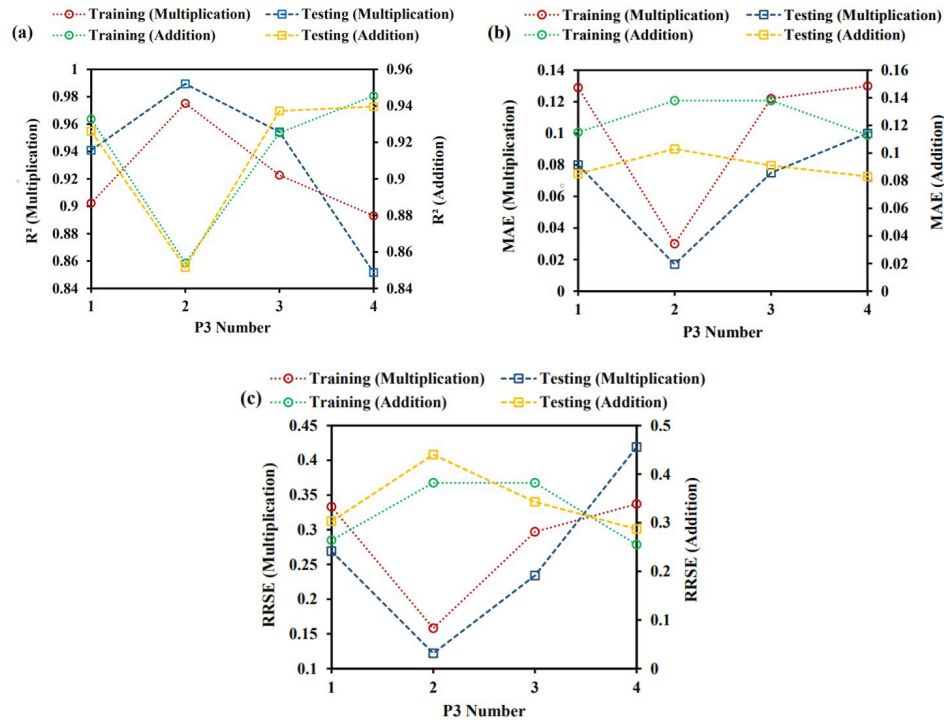 (a)
Training (Multiplication) Testing (Multiplication)
Training (Addition) Testing (Addition)
R² (Multiplication)
1
0.98
0.96
0.94
0.92
0.9
0.88
0.86
0.84
0.96
0.94
0.92
0.9
0.88
0.86
0.84
R² (Addition)
1 2 3 4
P3 Number
(b)
Training (Multiplication) Testing (Multiplication)
Training (Addition) Testing (Addition)
MAE (Multiplication)
0.14
0.12
0.1
0.08
0.06
0.04
0.02
0
0.16
0.14
0.12
0.1
0.08
0.06
0.04
0.02
0
MAE (Addition)
1 2 3 4
P3 Number
Training (Multiplication) Testing (Multiplication)
(c)
Training (Addition) Testing (Addition)
RRSE (Multiplication)
0.45
0.4
0.35
0.3
0.25
0.2
0.15
0.1
0.5
0.4
0.3
0.2
0.1
0
RRSE (Addition)
1 2 3 4
P3 Number